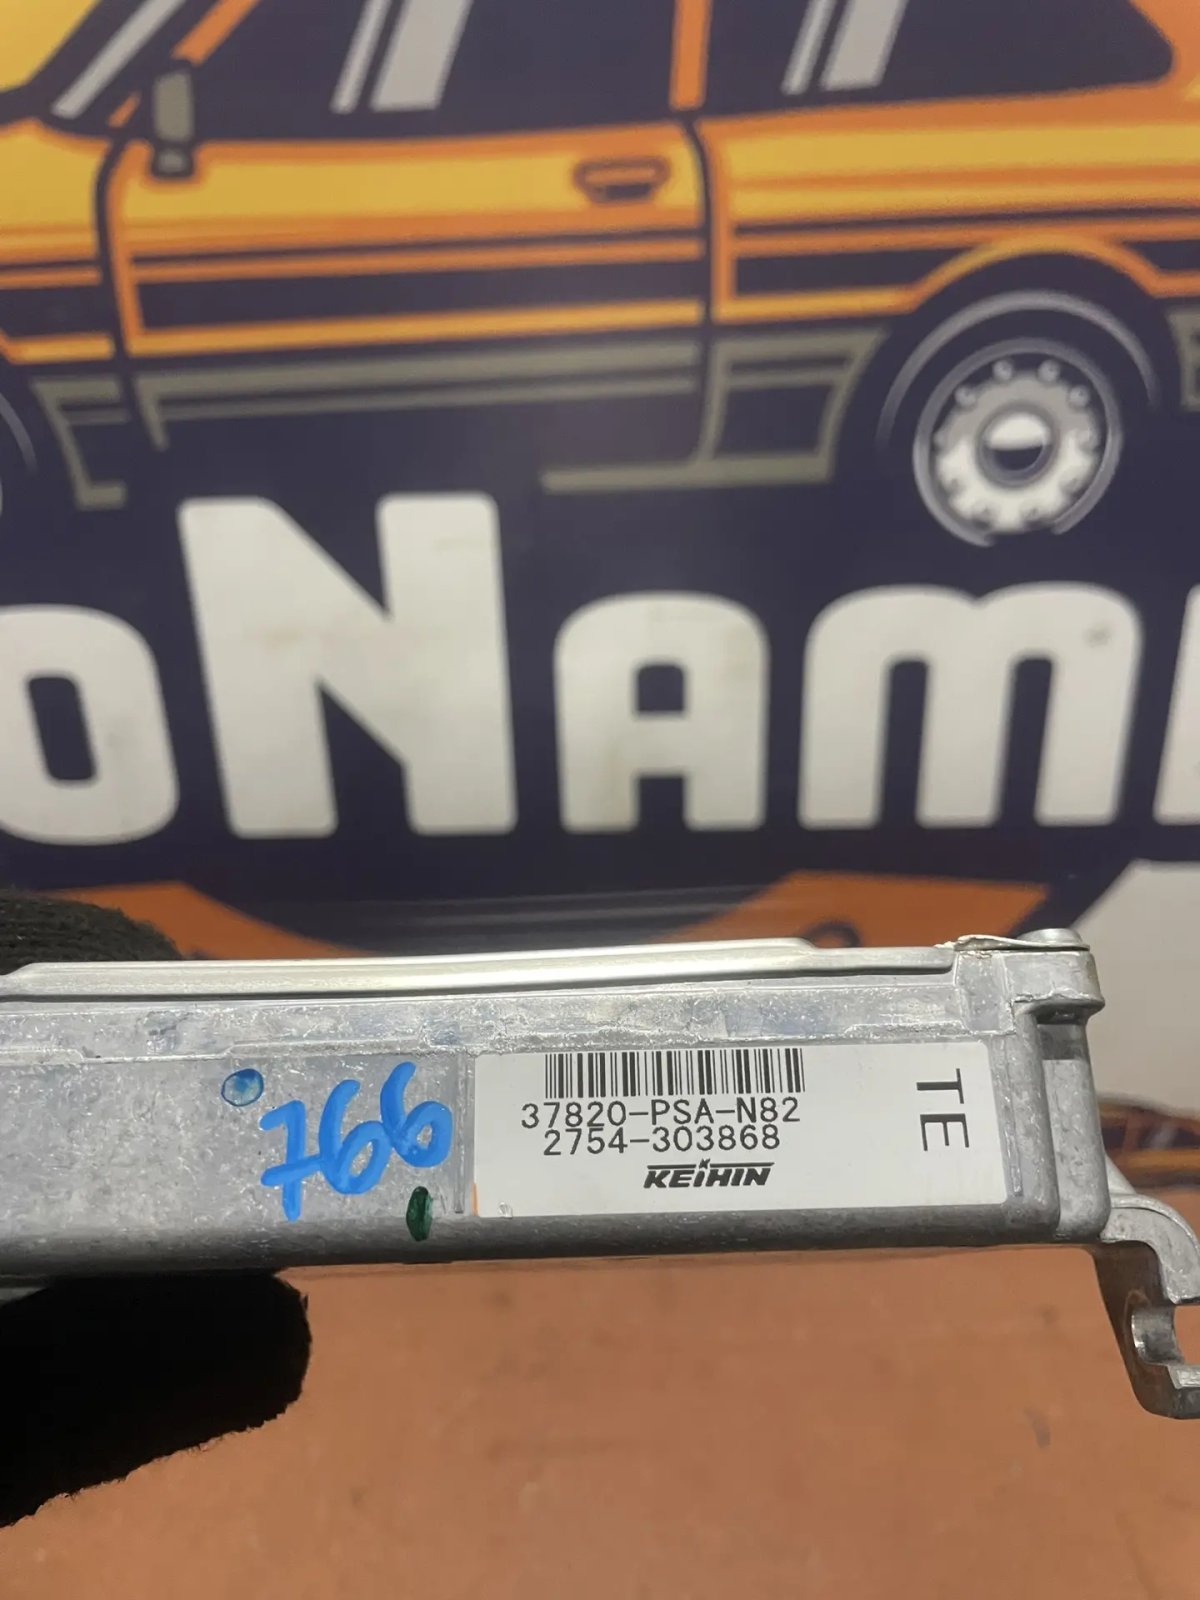 oNam
766
37820-PSA-N82
2754-303868
KEIHIN
TE